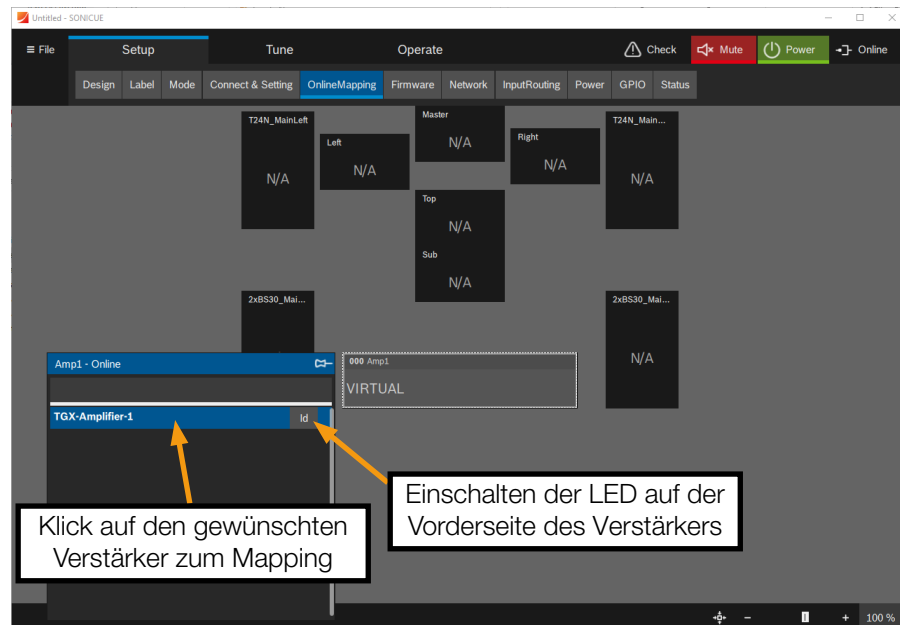 Untitled - SONICUE
≡ File Setup Tune Operate Check Mute Power Online
Design Label Mode Connect & Setting OnlineMapping Firmware Network InputRouting Power GPIO Status
T24N_MainLeft
N/A
Left
N/A
Master
N/A
Right
N/A
T24N_Main...
N/A
Top
N/A
Sub
N/A
2xBS30_Mai...
2xBS30_Mai...
N/A
Amp1 - Online
000 Amp1
VIRTUAL
TGX-Amplifier-1 Id
Klick auf den gewünschten
Verstärker zum Mapping
Einschalten der LED auf der
Vorderseite des Verstärkers
100 %